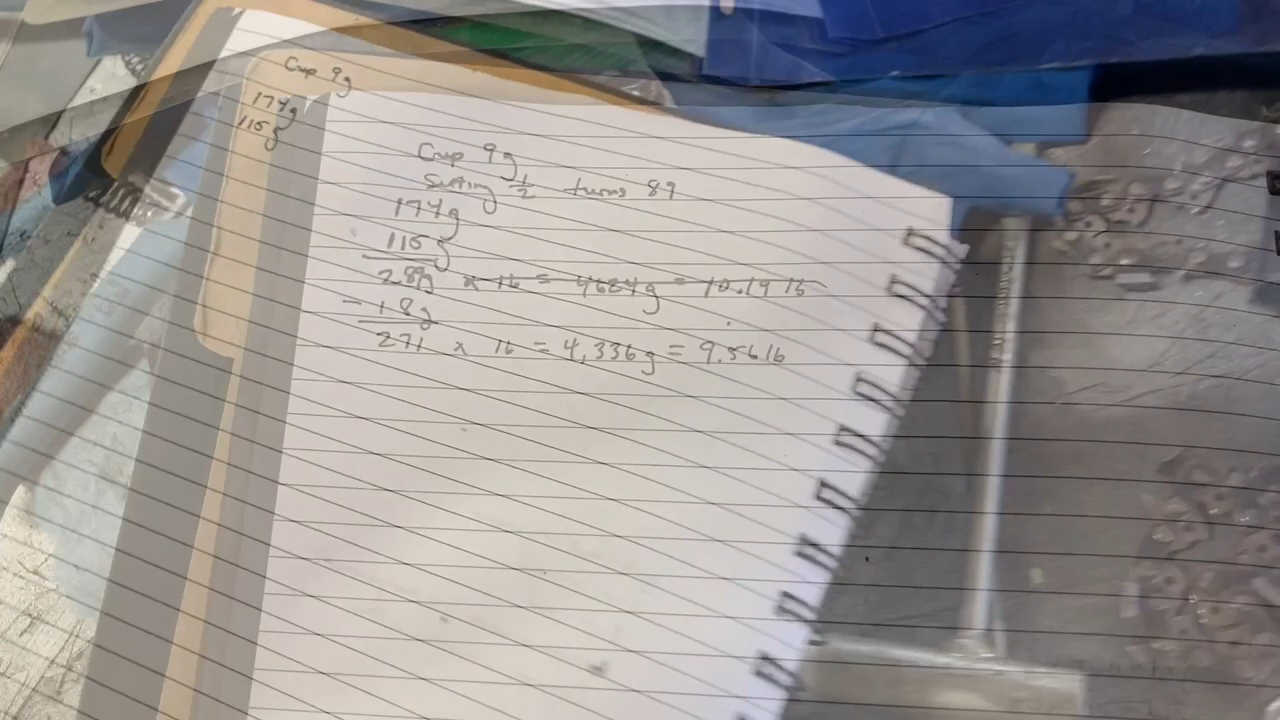 Cup 9g
174g
115g
Cup 9g
Setting 1/2 turns 89
174g
115g
289g x 16 = 4624g = 10.19 lb
- 18g
271 x 16 = 4,336g = 9.56 lb